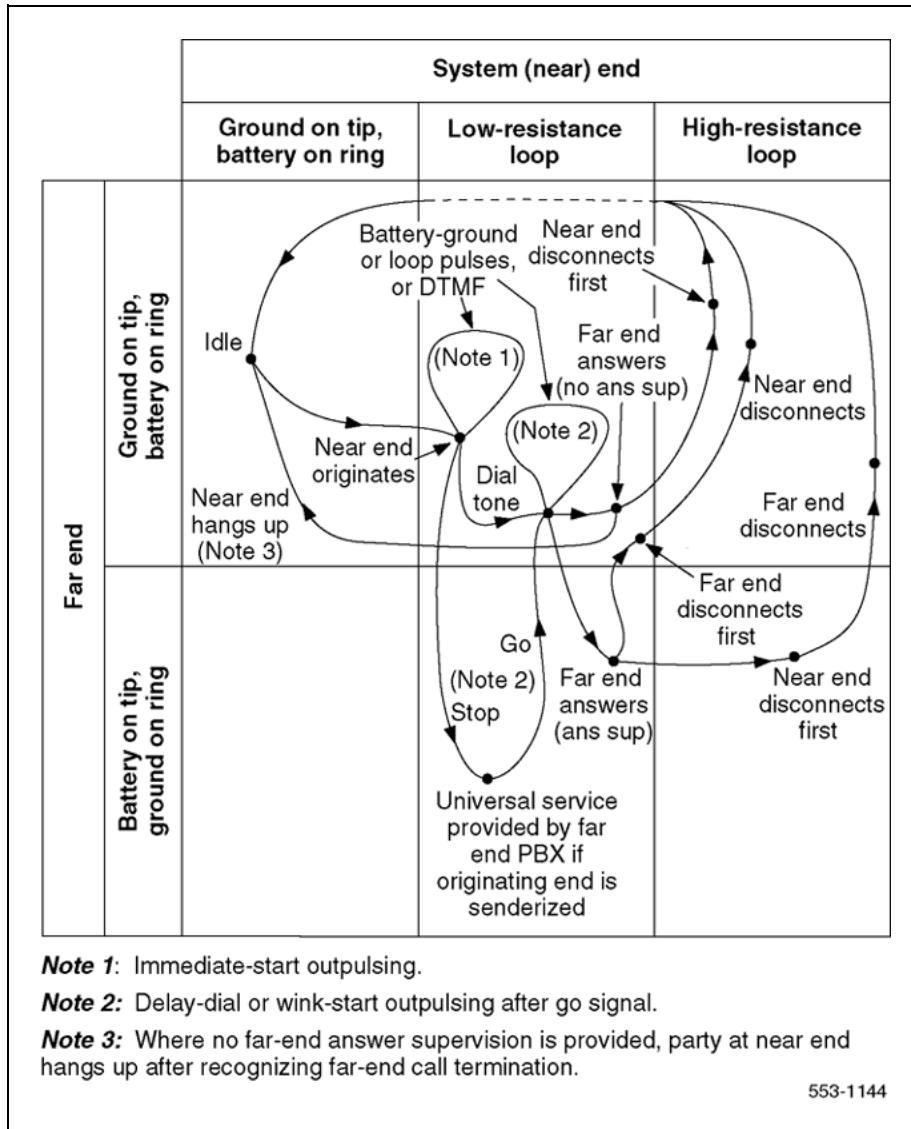 System (near) end
Ground on tip,
battery on ring
Low-resistance
loop
High-resistance
loop
Far end
Ground on tip,
battery on ring
Battery on tip,
ground on ring
Battery-ground
or loop pulses,
or DTMF
Near end
disconnects
first
Idle
(Note 1)
Far end
answers
(no ans sup)
(Note 2)
Near end
disconnects
Near end
originates
Dial
tone
Near end
hangs up
(Note 3)
Far end
disconnects
Far end
disconnects
first
Go
(Note 2)
Stop
Far end
answers
(ans sup)
Near end
disconnects
first
Universal service
provided by far
end PBX if
originating end is
senderized
Note 1: Immediate-start outpulsing.
Note 2: Delay-dial or wink-start outpulsing after go signal.
Note 3: Where no far-end answer supervision is provided, party at near end
hangs up after recognizing far-end call termination.
553-1144